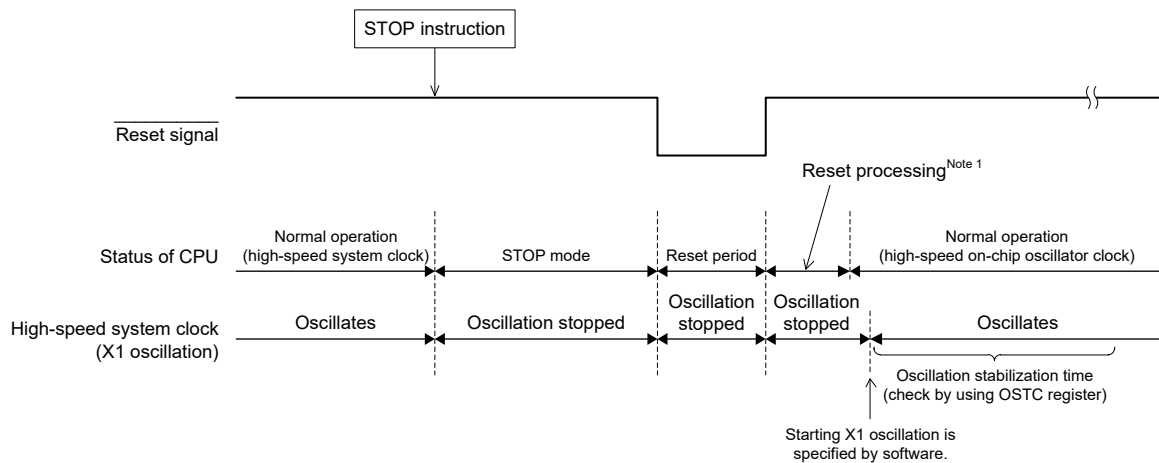 STOP instruction
Reset signal
Reset processing Note 1
Status of CPU
Normal operation
(high-speed system clock)
STOP mode
Reset period
Normal operation
(high-speed on-chip oscillator clock)
High-speed system clock
(X1 oscillation)
Oscillates
Oscillation stopped
Oscillation
stopped
Oscillation
stopped
Oscillates
Oscillation stabilization time
(check by using OSTC register)
Starting X1 oscillation is
specified by software.